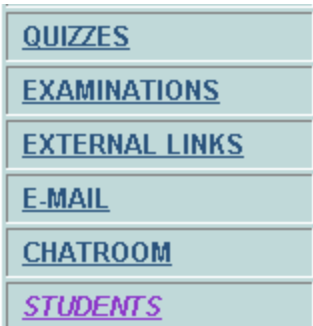 QUIZZES
EXAMINATIONS
EXTERNAL LINKS
E-MAIL
CHATROOM
STUDENTS